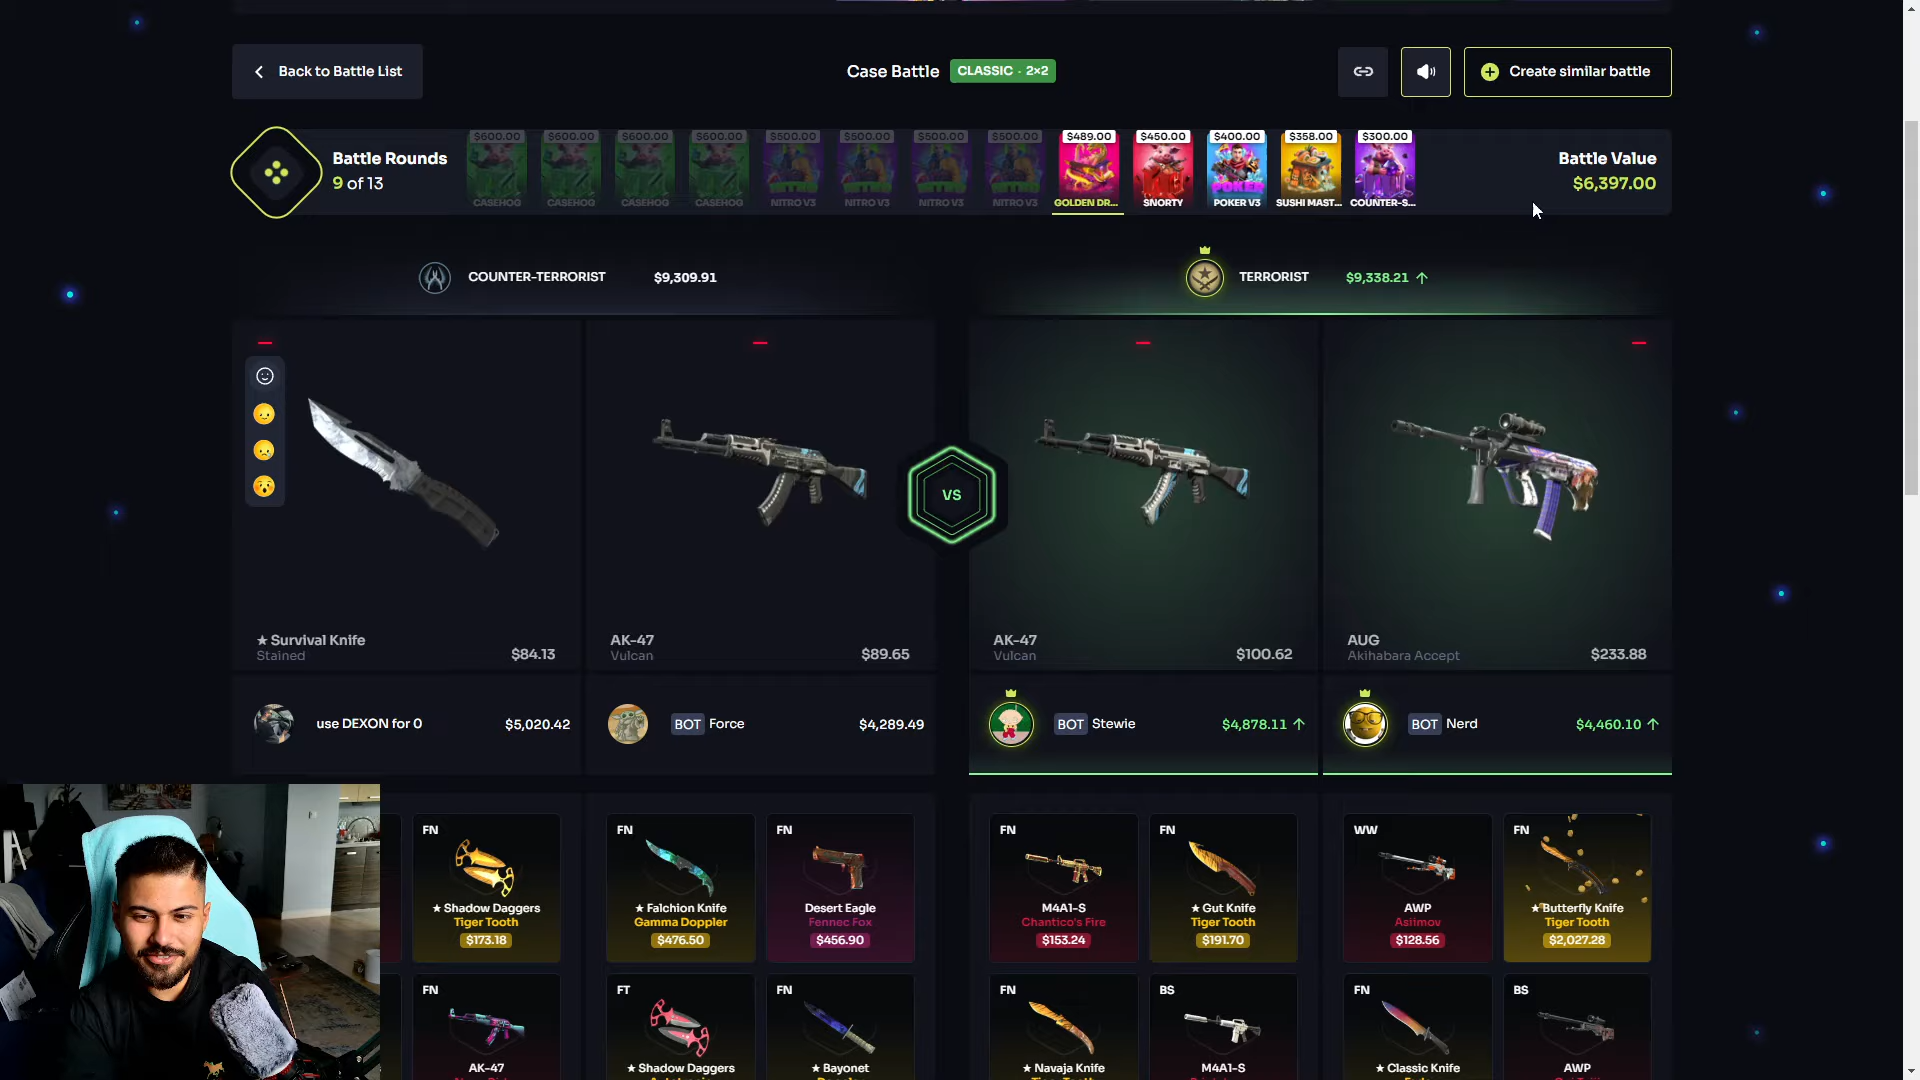 Back to Battle List
Case Battle
CLASSIC · 2×2
Create similar battle
Battle Rounds
9 of 13
$600.00
CASEHOG
$600.00
CASEHOG
$600.00
CASEHOG
$600.00
CASEHOG
$500.00
NITRO V3
$500.00
NITRO V3
$500.00
NITRO V3
$500.00
NITRO V3
$489.00
GOLDEN DR...
$450.00
SNORTY
$400.00
POKER
POKER V3
$358.00
SUSHI MAST...
$300.00
COUNTER-S...
Battle Value
$6,397.00
COUNTER-TERRORIST
$9,309.91
TERRORIST
$9,338.21
VS
★ Survival Knife
Stained
$84.13
AK-47
Vulcan
$89.65
AK-47
Vulcan
$100.62
AUG
Akihabara Accept
$233.88
use DEXON for 0
$5,020.42
BOT Force
$4,289.49
BOT Stewie
$4,878.11
BOT Nerd
$4,460.10
FN
★ Shadow Daggers
Tiger Tooth
$173.18
FN
★ Falchion Knife
Gamma Doppler
$476.50
FN
Desert Eagle
Fennec Fox
$456.90
FN
M4A1-S
Chantico's Fire
$153.24
FN
★ Gut Knife
Tiger Tooth
$191.70
WW
AWP
Asiimov
$128.56
FN
★ Butterfly Knife
Tiger Tooth
$2,027.28
FN
AK-47
FT
★ Shadow Daggers
FN
★ Bayonet
FN
★ Navaja Knife
BS
M4A1-S
FN
★ Classic Knife
BS
AWP